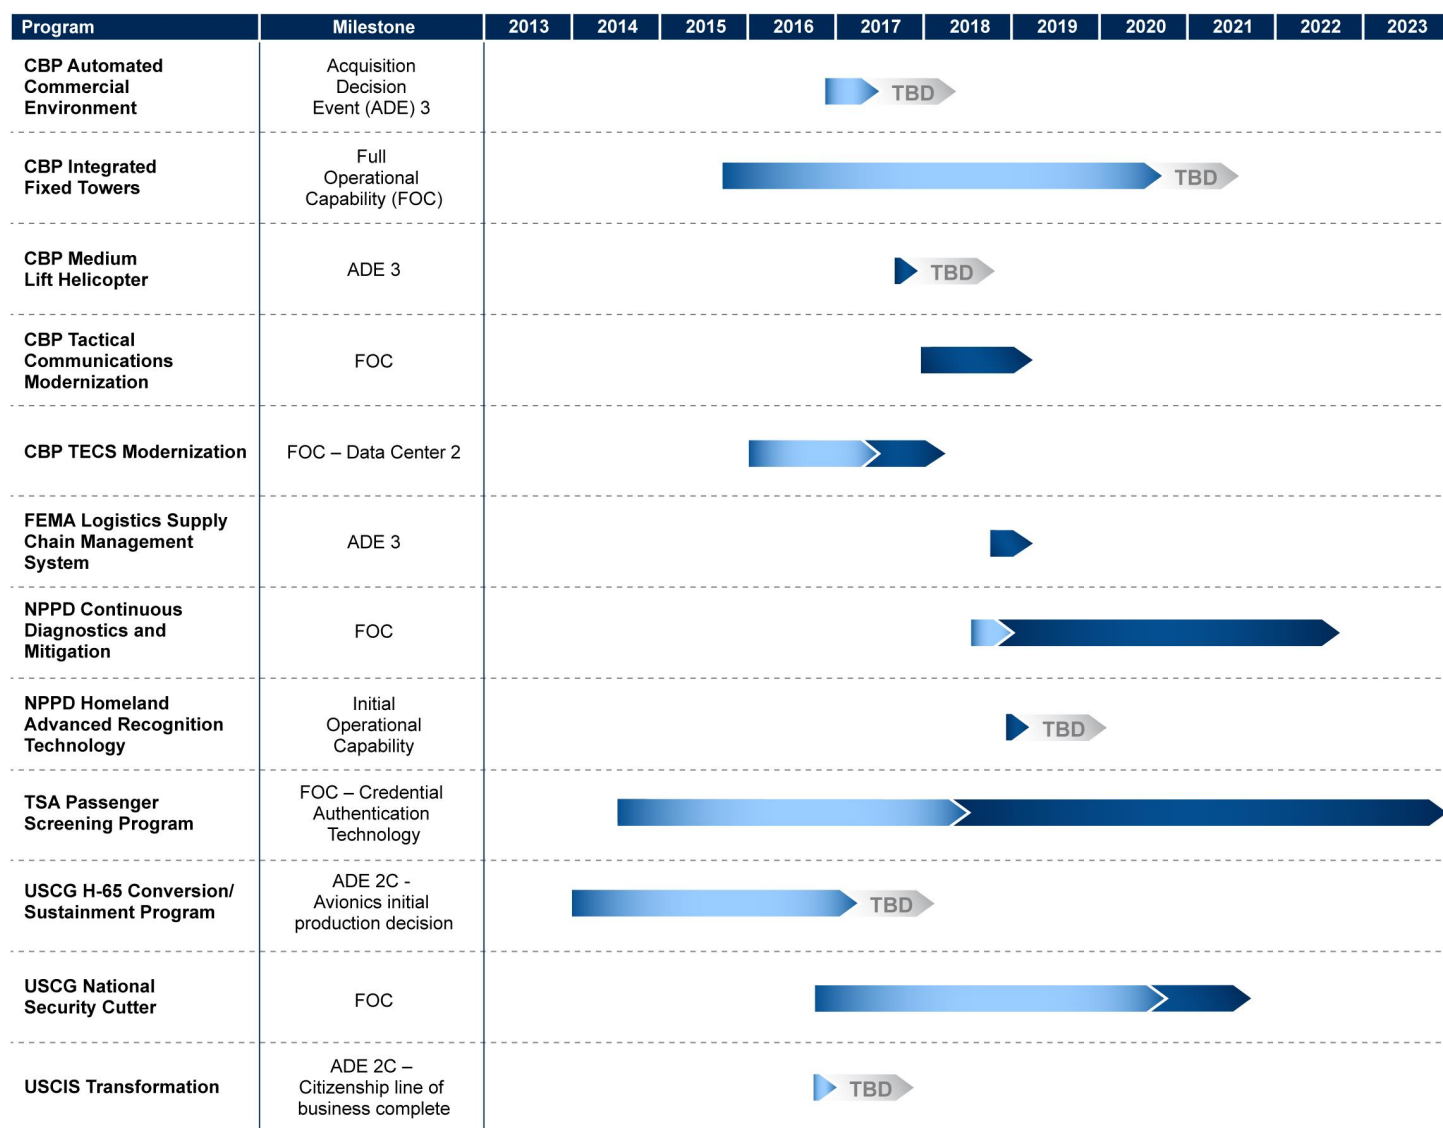 Program Milestone 2013 2014 2015 2016 2017 2018 2019 2020 2021 2022 2023
CBP Automated
Commercial
Environment
Acquisition
Decision
Event (ADE) 3
TBD
CBP Integrated
Fixed Towers
Full
Operational
Capability (FOC)
TBD
CBP Medium
Lift Helicopter
ADE 3
TBD
CBP Tactical
Communications
Modernization
FOC
CBP TECS Modernization
FOC – Data Center 2
FEMA Logistics Supply
Chain Management
System
ADE 3
NPPD Continuous
Diagnostics and
Mitigation
FOC
NPPD Homeland
Advanced Recognition
Technology
Initial
Operational
Capability
TBD
TSA Passenger
Screening Program
FOC – Credential
Authentication
Technology
USCG H-65 Conversion/
Sustainment Program
ADE 2C -
Avionics initial
production decision
TBD
USCG National
Security Cutter
FOC
USCIS Transformation
ADE 2C –
Citizenship line of
business complete
TBD